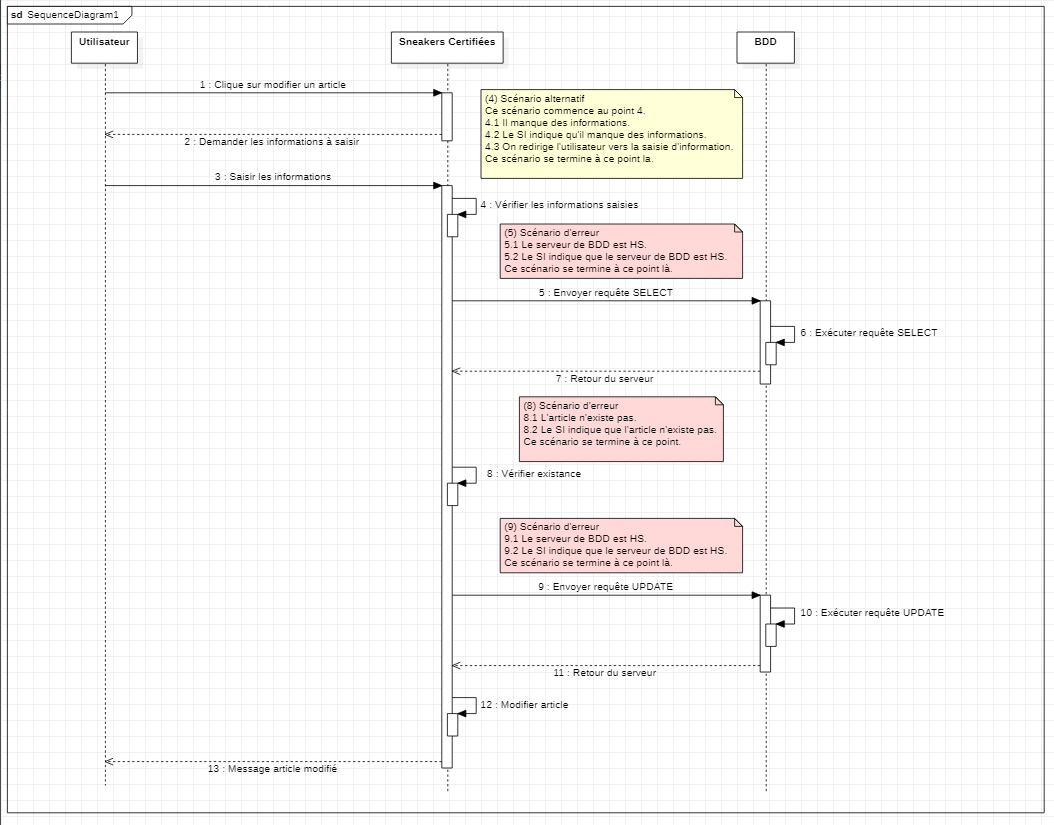 sd SequenceDiagram1
Utilisateur
Sneakers Certifiées
BDD
1 : Clique sur modifier un article
(4) Scénario alternatif
Ce scénario commence au point 4.
4.1 Il manque des informations.
4.2 Le SI indique qu'il manque des informations.
4.3 On redirige l'utilisateur vers la saisie d'information.
Ce scénario se termine à ce point la.
2 : Demander les informations à saisir
3 : Saisir les informations
4 : Vérifier les informations saisies
(5) Scénario d'erreur
5.1 Le serveur de BDD est HS.
5.2 Le SI indique que le serveur de BDD est HS.
Ce scénario se termine à ce point là.
5 : Envoyer requête SELECT
6 : Exécuter requête SELECT
7 : Retour du serveur
(8) Scénario d'erreur
8.1 L'article n'existe pas.
8.2 Le SI indique que l'article n'existe pas.
Ce scénario se termine à ce point.
8 : Vérifier existance
(9) Scénario d'erreur
9.1 Le serveur de BDD est HS.
9.2 Le SI indique que le serveur de BDD est HS.
Ce scénario se termine à ce point là.
9 : Envoyer requête UPDATE
10 : Exécuter requête UPDATE
11 : Retour du serveur
12 : Modifier article
13 : Message article modifié